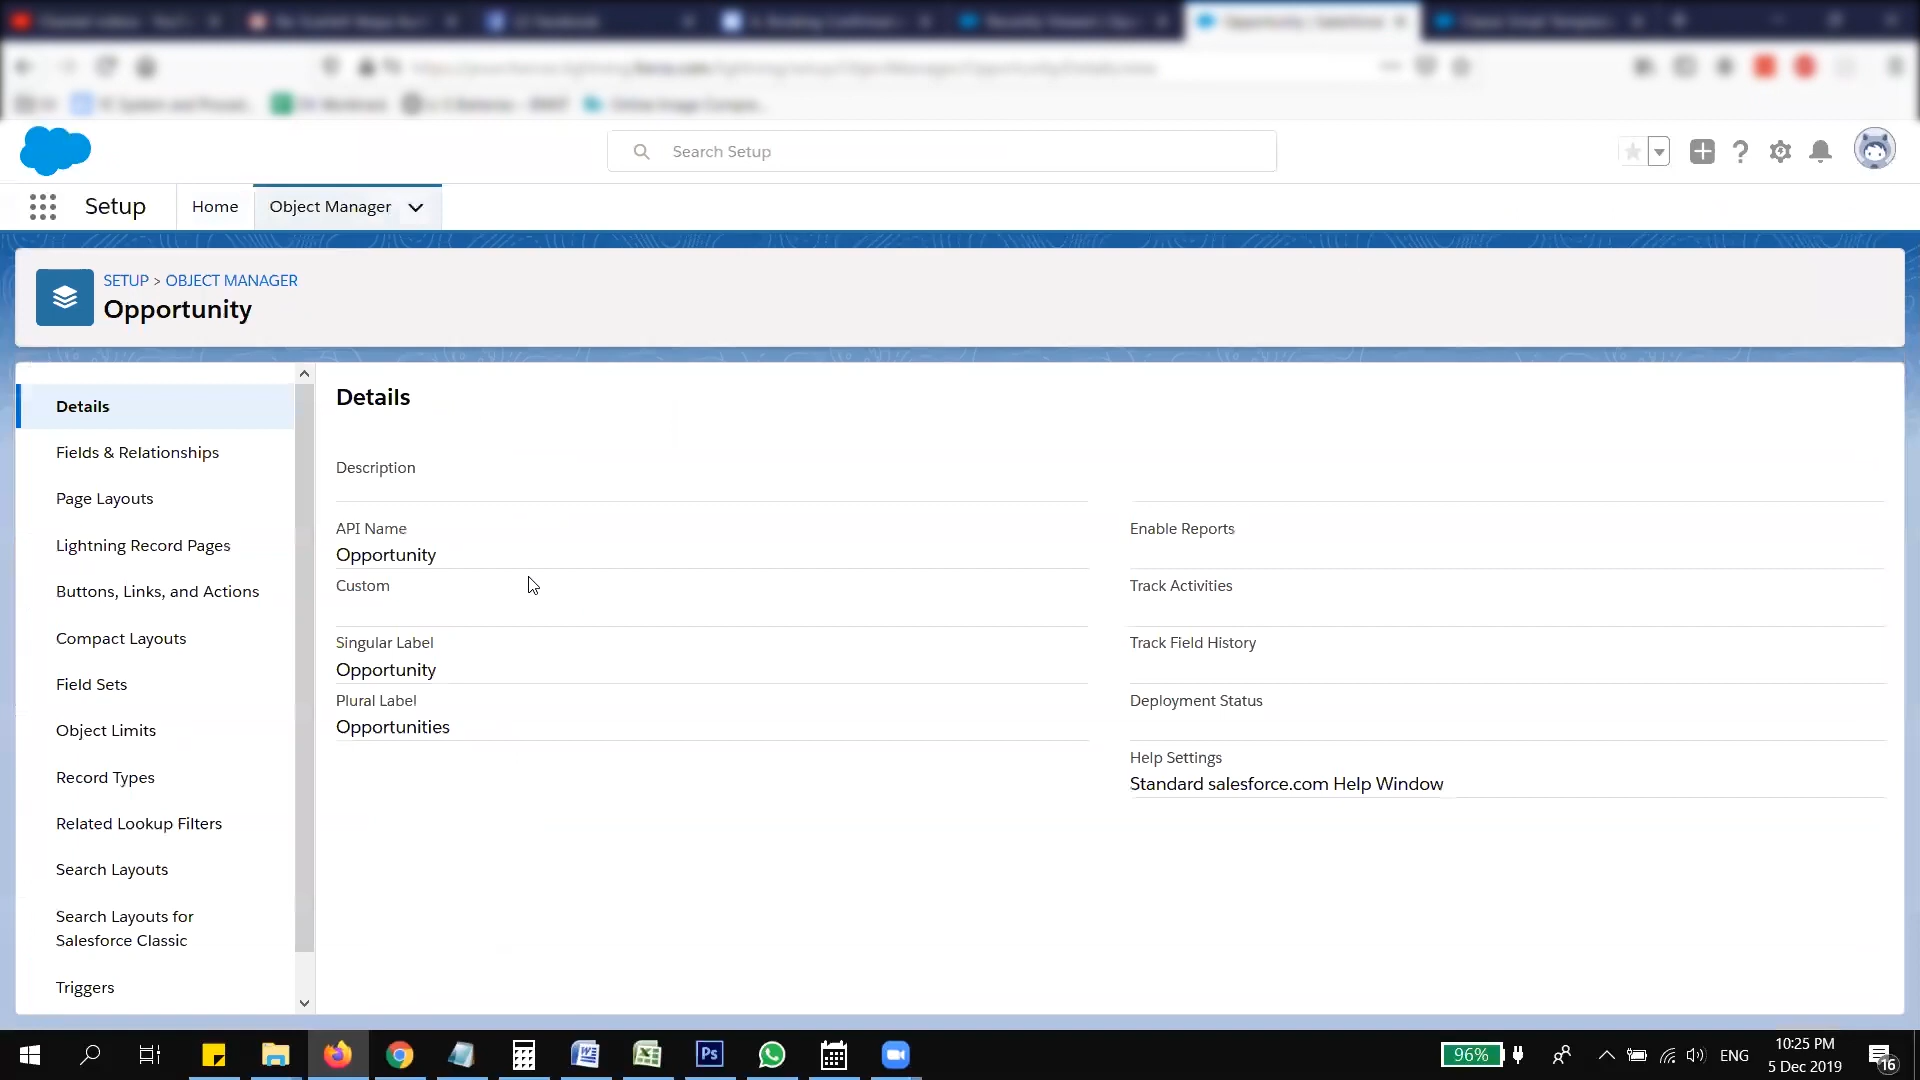 Search Setup
Setup
Home
Object Manager
SETUP > OBJECT MANAGER
Opportunity
Details
Fields & Relationships
Page Layouts
Lightning Record Pages
Buttons, Links, and Actions
Compact Layouts
Field Sets
Object Limits
Record Types
Related Lookup Filters
Search Layouts
Search Layouts for
Salesforce Classic
Triggers
Details
Description
API Name
Opportunity
Custom
Singular Label
Opportunity
Plural Label
Opportunities
Enable Reports
Track Activities
Track Field History
Deployment Status
Help Settings
Standard salesforce.com Help Window
96%
ENG
10:25 PM
5 Dec 2019
16